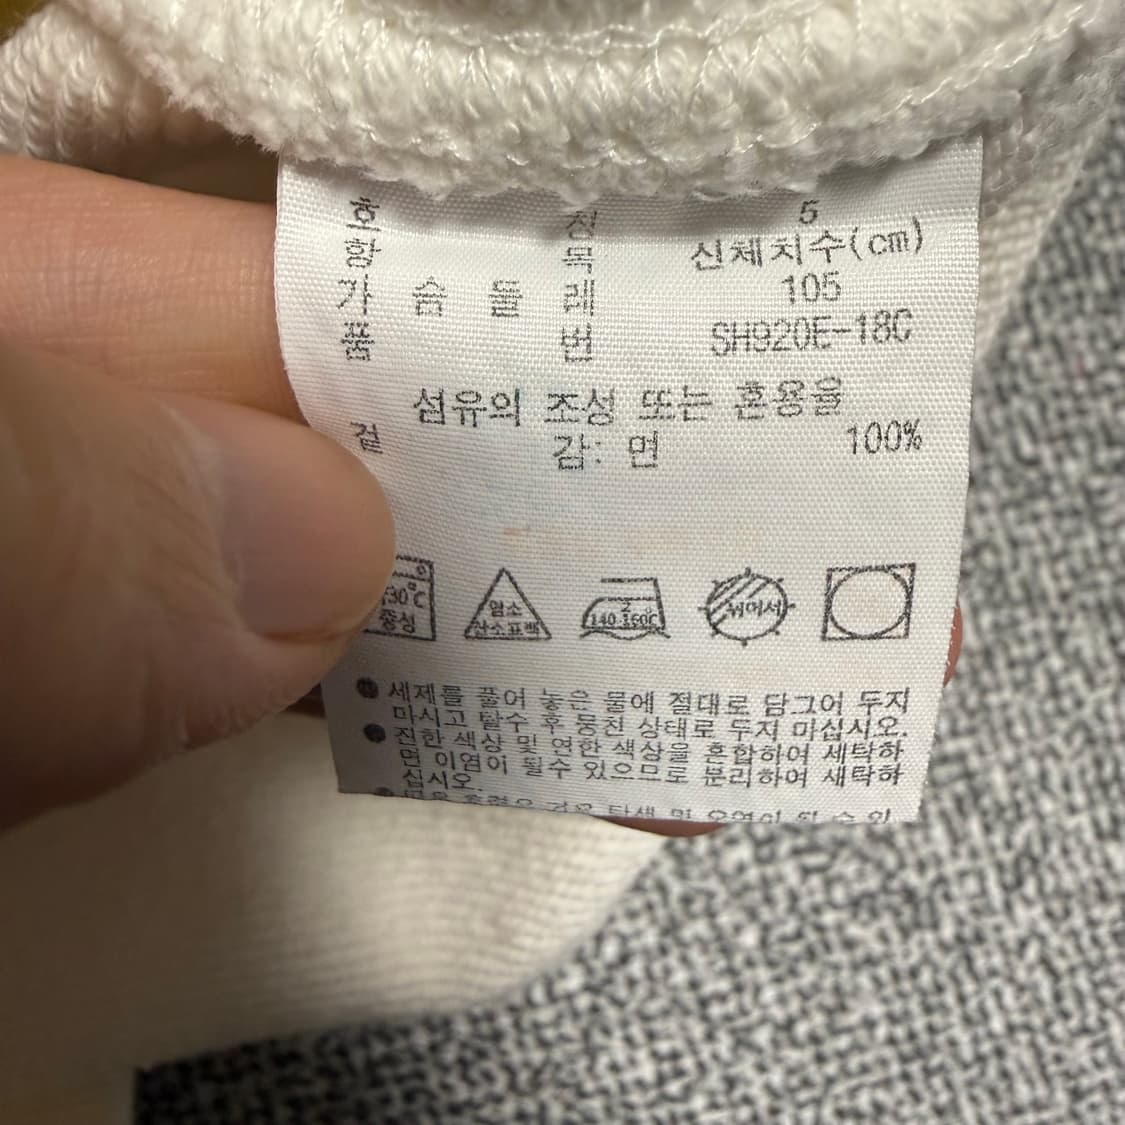 호 칭 5
항 목 신체치수(cm)
가 슴 둘 레 105
품 번 SH920E-18C
섬유의 조성 또는 혼용율
겉 감: 면 100%
30℃ 중성
염소 산소표백
2 140-160℃
뉘어서
● 세제를 풀어 놓은 물에 절대로 담그어 두지
마시고 탈수 후 뭉친 상태로 두지 마십시오.
● 진한 색상 및 연한 색상을 혼합하여 세탁하
면 이염이 될수 있으므로 분리하여 세탁하
십시오.